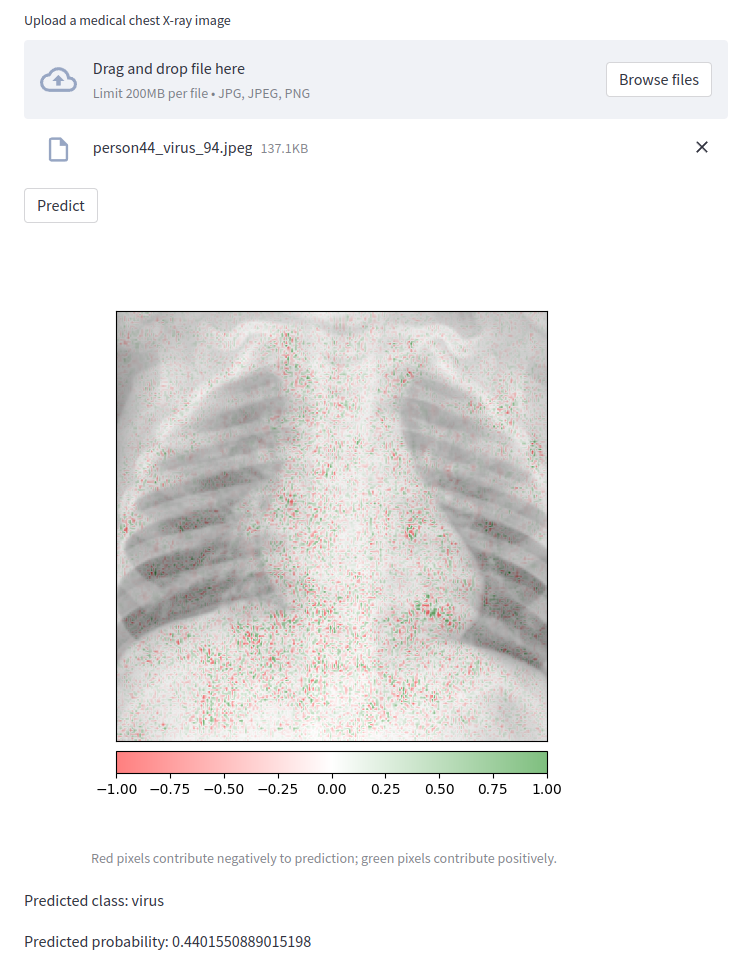 Upload a medical chest X-ray image
Drag and drop file here
Limit 200MB per file • JPG, JPEG, PNG
Browse files
person44_virus_94.jpeg 137.1KB
Predict
−1.00 −0.75 −0.50 −0.25 0.00 0.25 0.50 0.75 1.00
Red pixels contribute negatively to prediction; green pixels contribute positively.
Predicted class: virus
Predicted probability: 0.4401550889015198